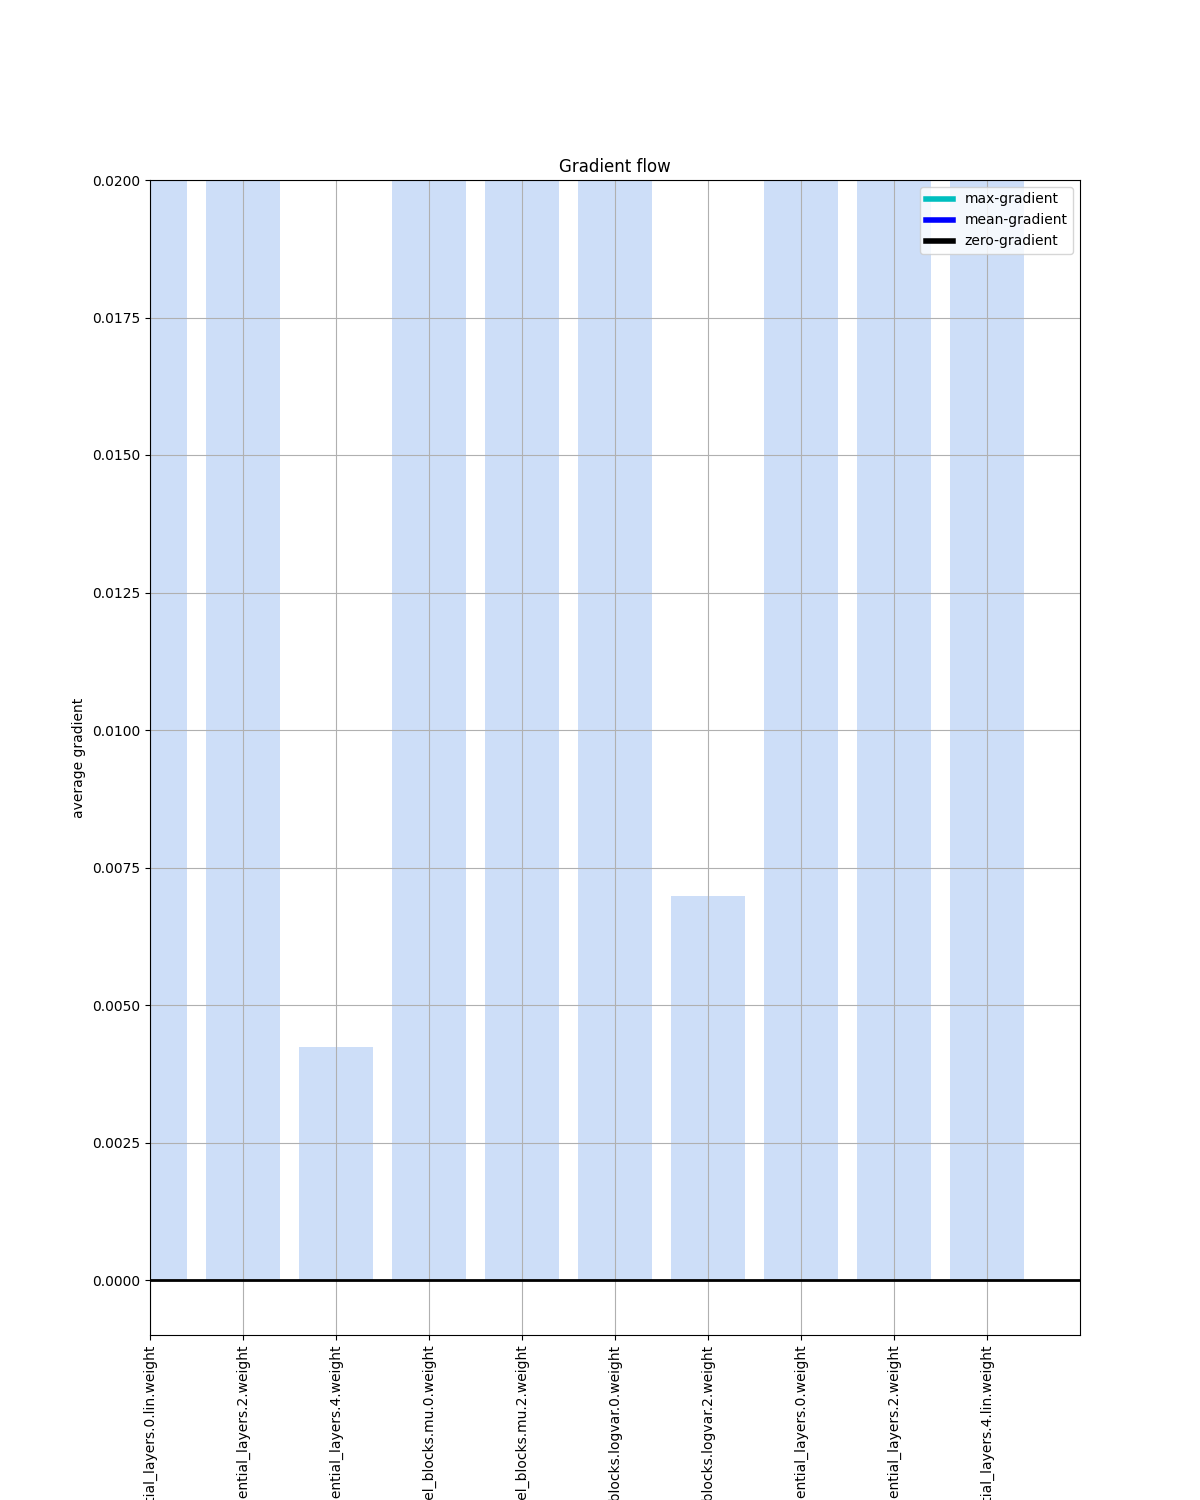 Gradient flow
max-gradient
mean-gradient
zero-gradient
0.0200
0.0175
0.0150
0.0125
0.0100
0.0075
0.0050
0.0025
0.0000
average gradient
tial_layers.0.lin.weight
ential_layers.2.weight
ential_layers.4.weight
el_blocks.mu.0.weight
el_blocks.mu.2.weight
blocks.logvar.0.weight
blocks.logvar.2.weight
ential_layers.0.weight
ential_layers.2.weight
tial_layers.4.lin.weight